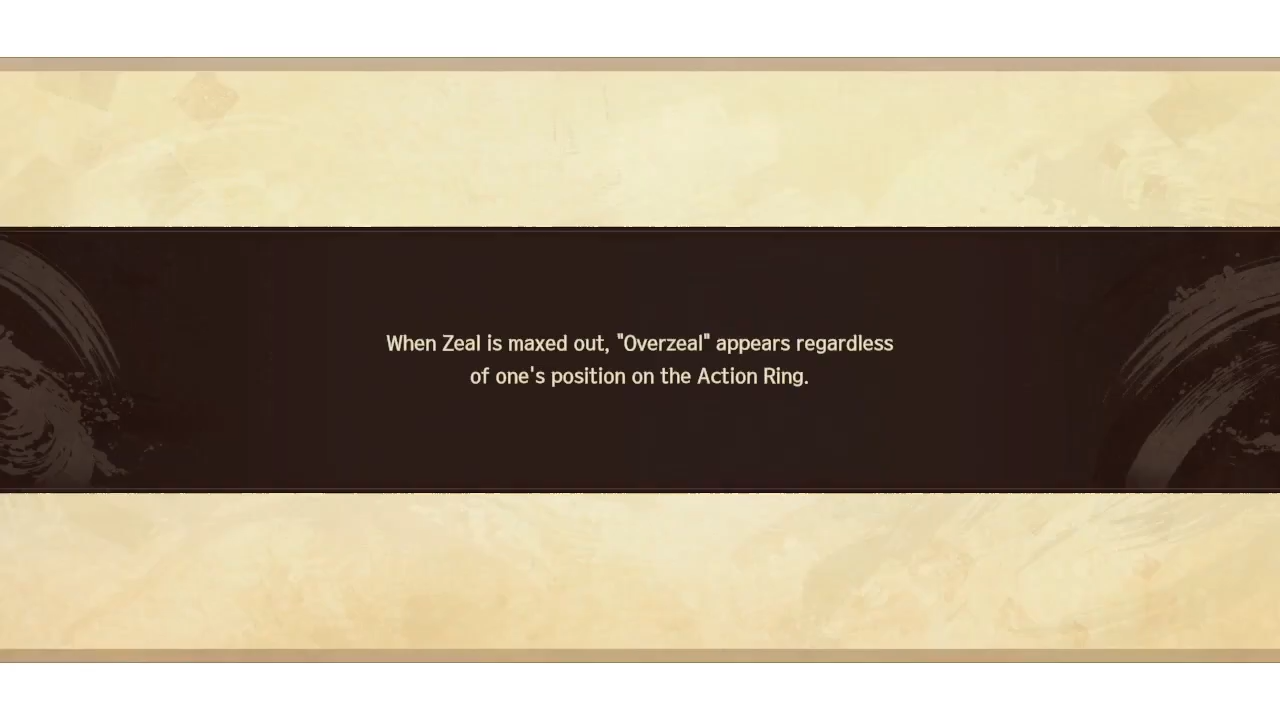 When Zeal is maxed out, "Overzeal" appears regardless
of one's position on the Action Ring.